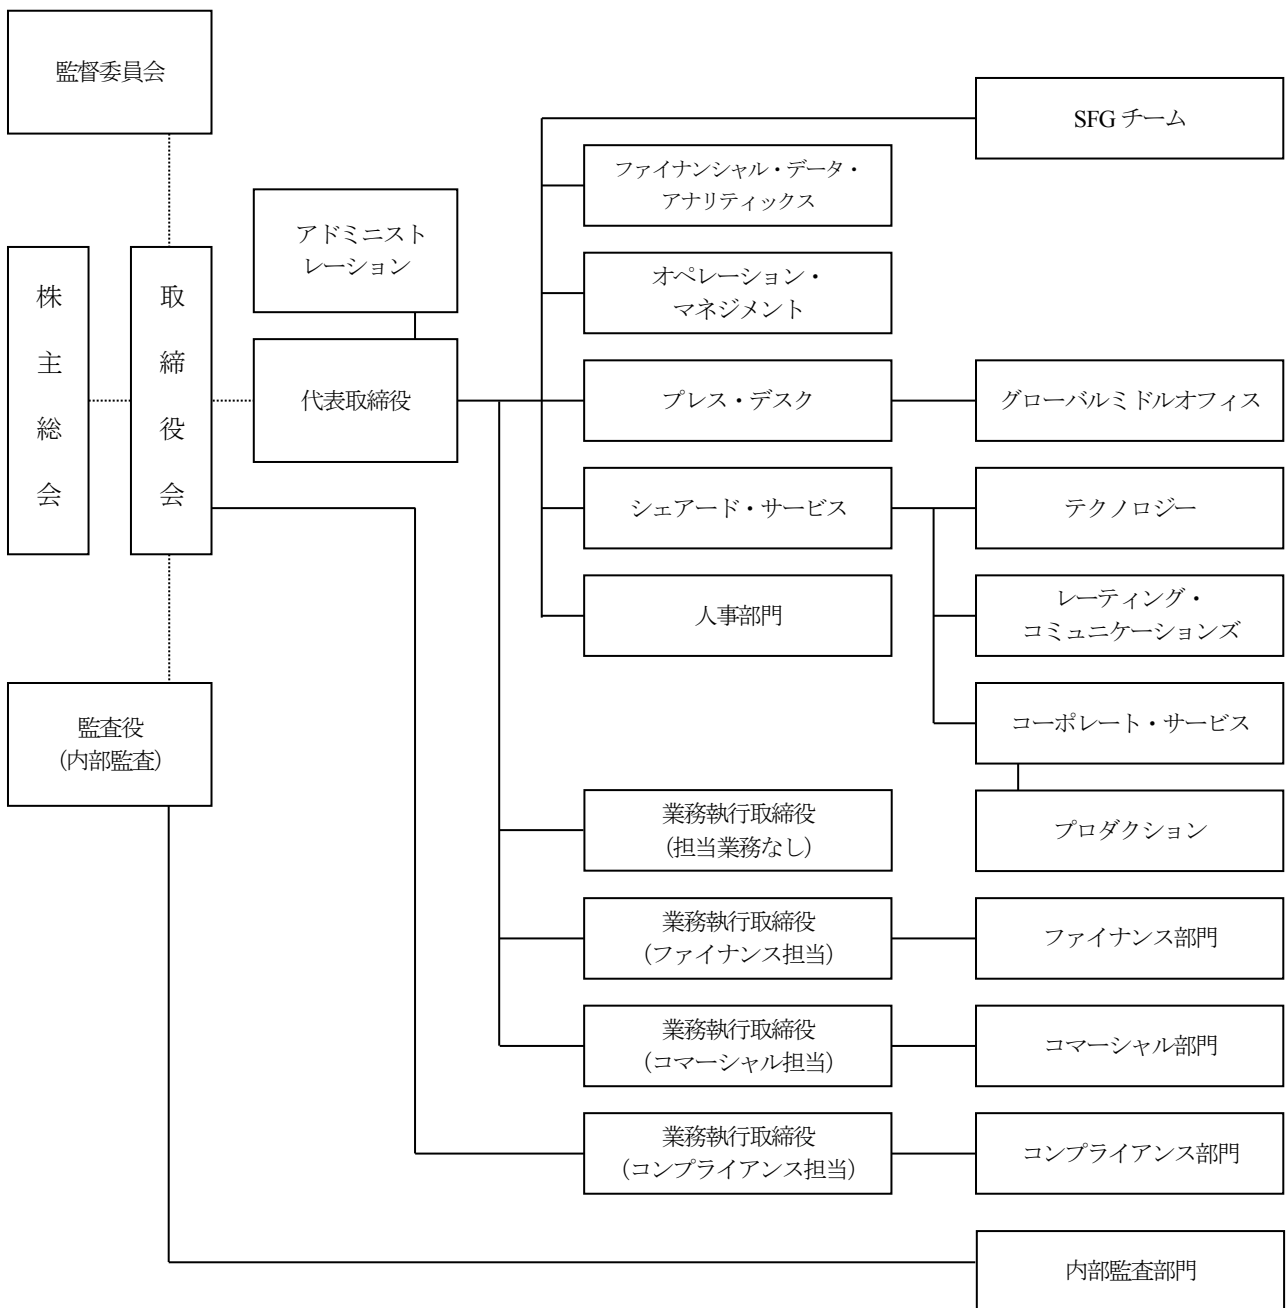 監督委員会
SFG チーム
ファイナンシャル・データ・
アナリティックス
アドミニスト
レーション
オペレーション・
マネジメント
株主総会
取締役会
代表取締役
プレス・デスク
グローバルミドルオフィス
シェアード・サービス
テクノロジー
人事部門
レーティング・
コミュニケーションズ
監査役
（内部監査）
コーポレート・サービス
業務執行取締役
（担当業務なし）
プロダクション
業務執行取締役
（ファイナンス担当）
ファイナンス部門
業務執行取締役
（コマーシャル担当）
コマーシャル部門
業務執行取締役
（コンプライアンス担当）
コンプライアンス部門
内部監査部門